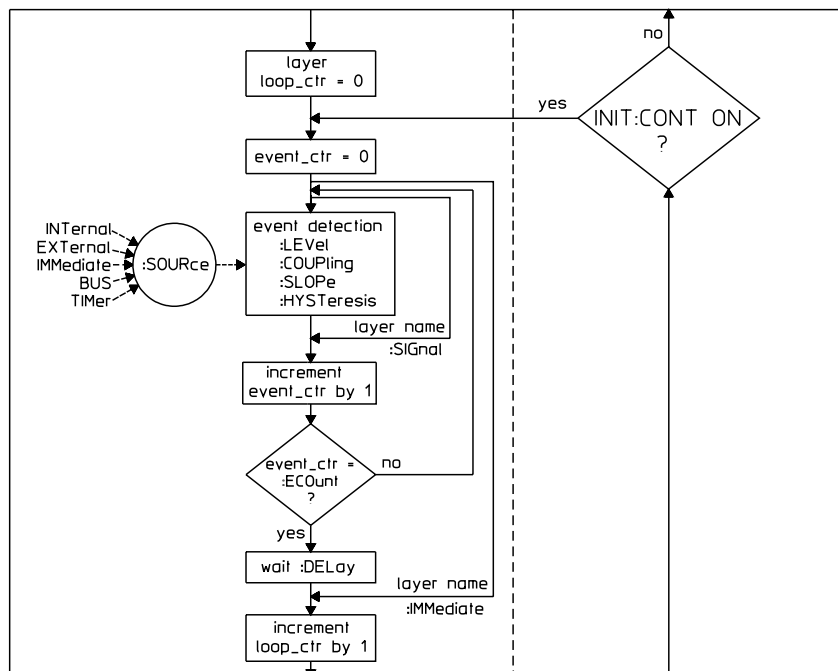 layer
loop_ctr = 0
no
yes
INIT:CONT ON
?
event_ctr = 0
INTernal
EXTernal
IMMediate
BUS
TIMer
:SOURce
event detection
:LEVel
:COUPling
:SLOPe
:HYSTeresis
layer name
:SIGnal
increment
event_ctr by 1
event_ctr =
:ECOunt
?
no
yes
wait :DELay
layer name
:IMMediate
increment
loop_ctr by 1